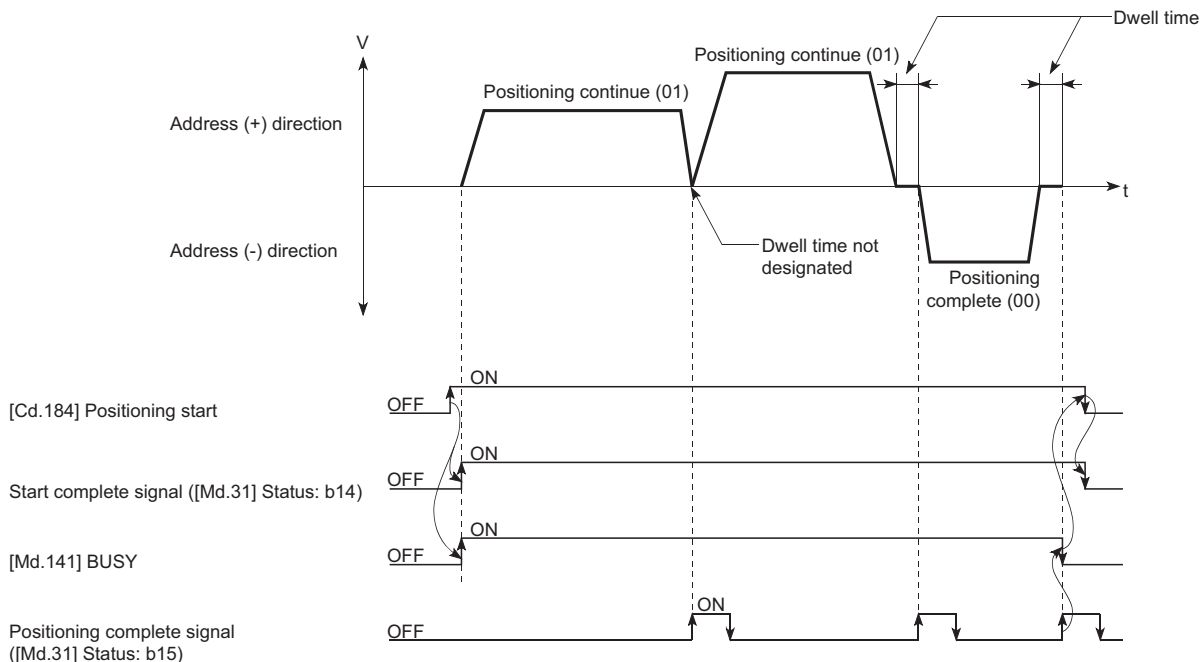 Dwell time
V
Positioning continue (01)
Positioning continue (01)
Address (+) direction
t
Address (-) direction
Dwell time not
designated
Positioning
complete (00)
ON
[Cd.184] Positioning start
OFF
ON
Start complete signal ([Md.31] Status: b14)
OFF
ON
[Md.141] BUSY
OFF
ON
Positioning complete signal
([Md.31] Status: b15)
OFF